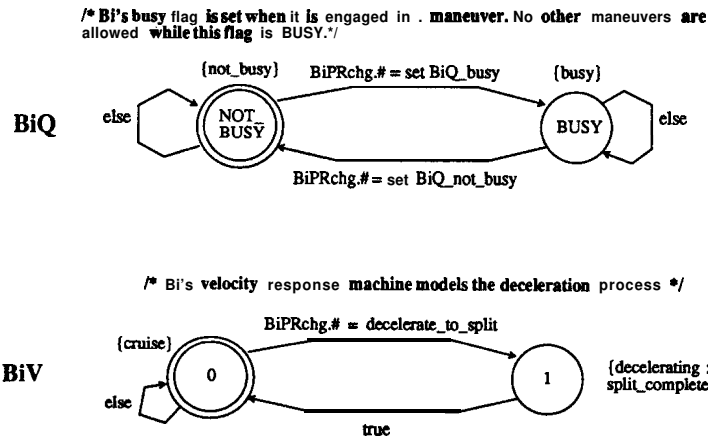 /* Bi's busy flag is set when it is engaged in . maneuver. No other maneuvers are
allowed while this flag is BUSY.*/
{not_busy}
BiPRchg.# = set BiQ_busy
{busy}
BiQ
else
NOT_
BUSY
BUSY
else
BiPRchg.# = set BiQ_not_busy
/* Bi's velocity response machine models the deceleration process */
BiPRchg.# = decelerate_to_split
{cruise}
BiV
0
1
{decelerating :
split_complete
else
true